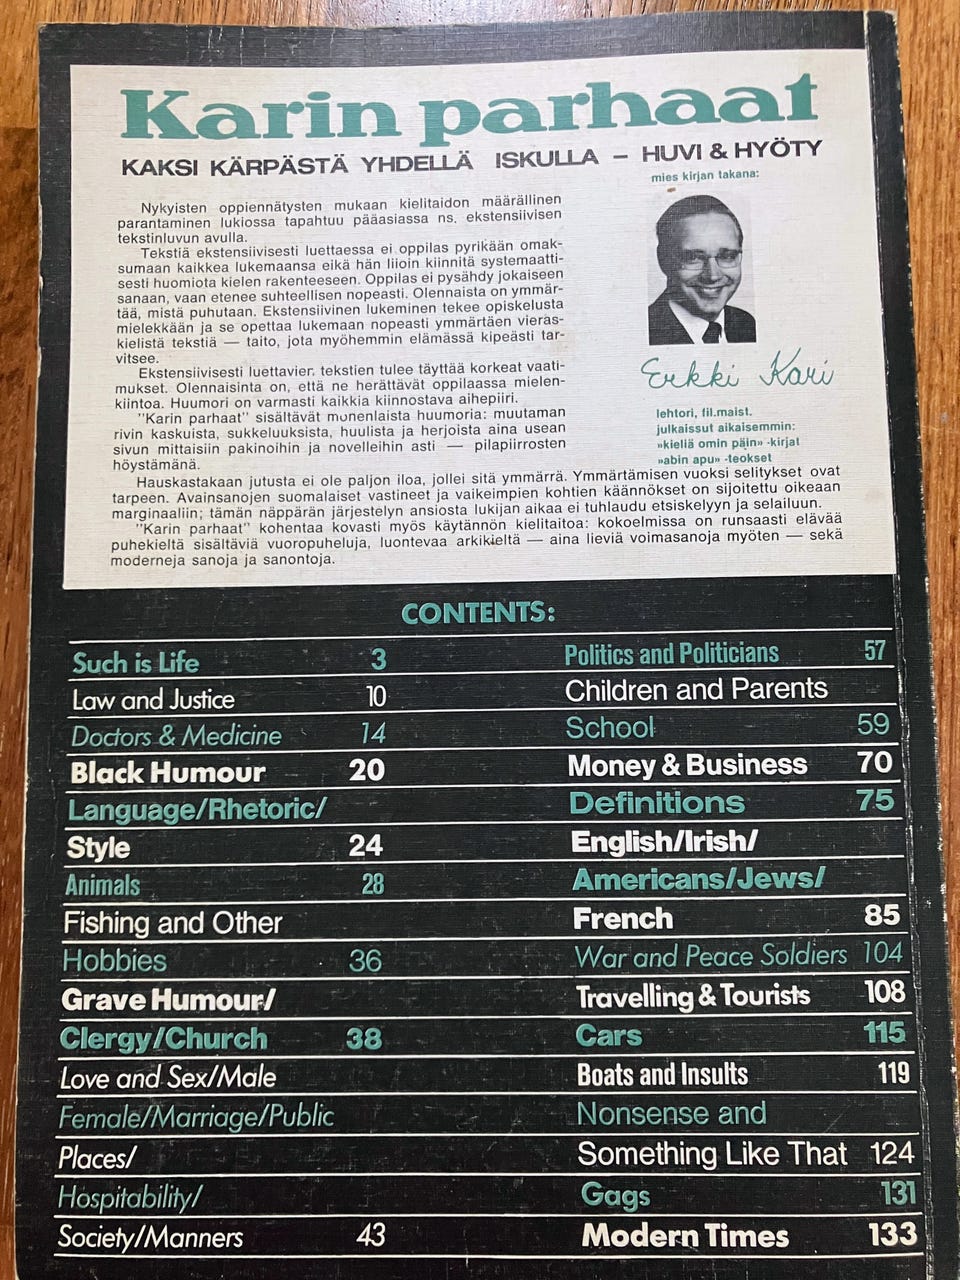 Karin parhaat
KAKSI KÄRPÄSTÄ YHDELLÄ ISKULLA – HUVI & HYÖTY
Nykyisten oppiennätysten mukaan kielitaidon määrällinen
parantaminen lukiossa tapahtuu pääasiassa ns. ekstensiivisen
tekstinluvun avulla.
Tekstiä ekstensiivisesti luettaessa ei oppilas pyrikään omak-
sumaan kaikkea lukemaansa eikä hän liioin kiinnitä systemaatti-
sesti huomiota kielen rakenteeseen. Oppilas ei pysähdy jokaiseen
sanaan, vaan etenee suhteellisen nopeasti. Olennaista on ymmär-
tää, mistä puhutaan. Ekstensiivinen lukeminen tekee opiskelusta
mielekkään ja se opettaa lukemaan nopeasti ymmärtäen vieras-
kielistä tekstiä — taito, jota myöhemmin elämässä kipeästi tar-
vitsee.
Ekstensiivisesti luettavier. tekstien tulee täyttää korkeat vaati-
mukset. Olennaisinta on, että ne herättävät oppilaassa mielen-
kiintoa. Huumori on varmasti kaikkia kiinnostava aihepiiri.
"Karin parhaat" sisältävät monenlaista huumoria: muutaman
rivin kaskuista, sukkeluuksista, huulista ja herjoista aina usean
sivun mittaisiin pakinoihin ja novelleihin asti — pilapiirrosten
höystämänä.
mies kirjan takana:
Erkki Kari
lehtori, fil.maist.
julkaissut aikaisemmin:
»kiellä omin päin» -kirjat
»abin apu» -teokset
Hauskastakaan jutusta ei ole paljon iloa, jollei sitä ymmärrä. Ymmärtämisen vuoksi selitykset ovat
tarpeen. Avainsanojen suomalaiset vastineet ja vaikeimpien kohtien käännökset on sijoitettu oikeaan
marginaaliin; tämän näppärän järjestelyn ansiosta lukijan aikaa ei tuhlaudu etsiskelyyn ja selailuun.
"Karin parhaat" kohentaa kovasti myös käytännön kielitaitoa: kokoelmissa on runsaasti elävää
puhekieltä sisältäviä vuoropuheluja, luontevaa arkikieltä — aina lieviä voimasanoja myöten — sekä
moderneja sanoja ja sanontoja.
CONTENTS:
Such is Life 3
Law and Justice 10
Doctors & Medicine 14
Black Humour 20
Language/Rhetoric/
Style 24
Animals 28
Fishing and Other
Hobbies 36
Grave Humour/
Clergy/Church 38
Love and Sex/Male
Female/Marriage/Public
Places/
Hospitability/
Society/Manners 43
Politics and Politicians 57
Children and Parents
School 59
Money & Business 70
Definitions 75
English/Irish/
Americans/Jews/
French 85
War and Peace Soldiers 104
Travelling & Tourists 108
Cars 115
Boats and Insults 119
Nonsense and
Something Like That 124
Gags 131
Modern Times 133